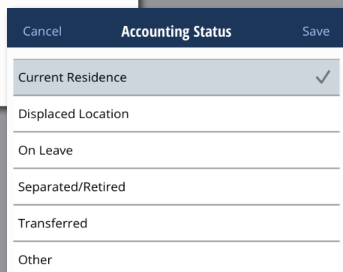 Cancel Accounting Status Save
Current Residence
Displaced Location
On Leave
Separated/Retired
Transferred
Other